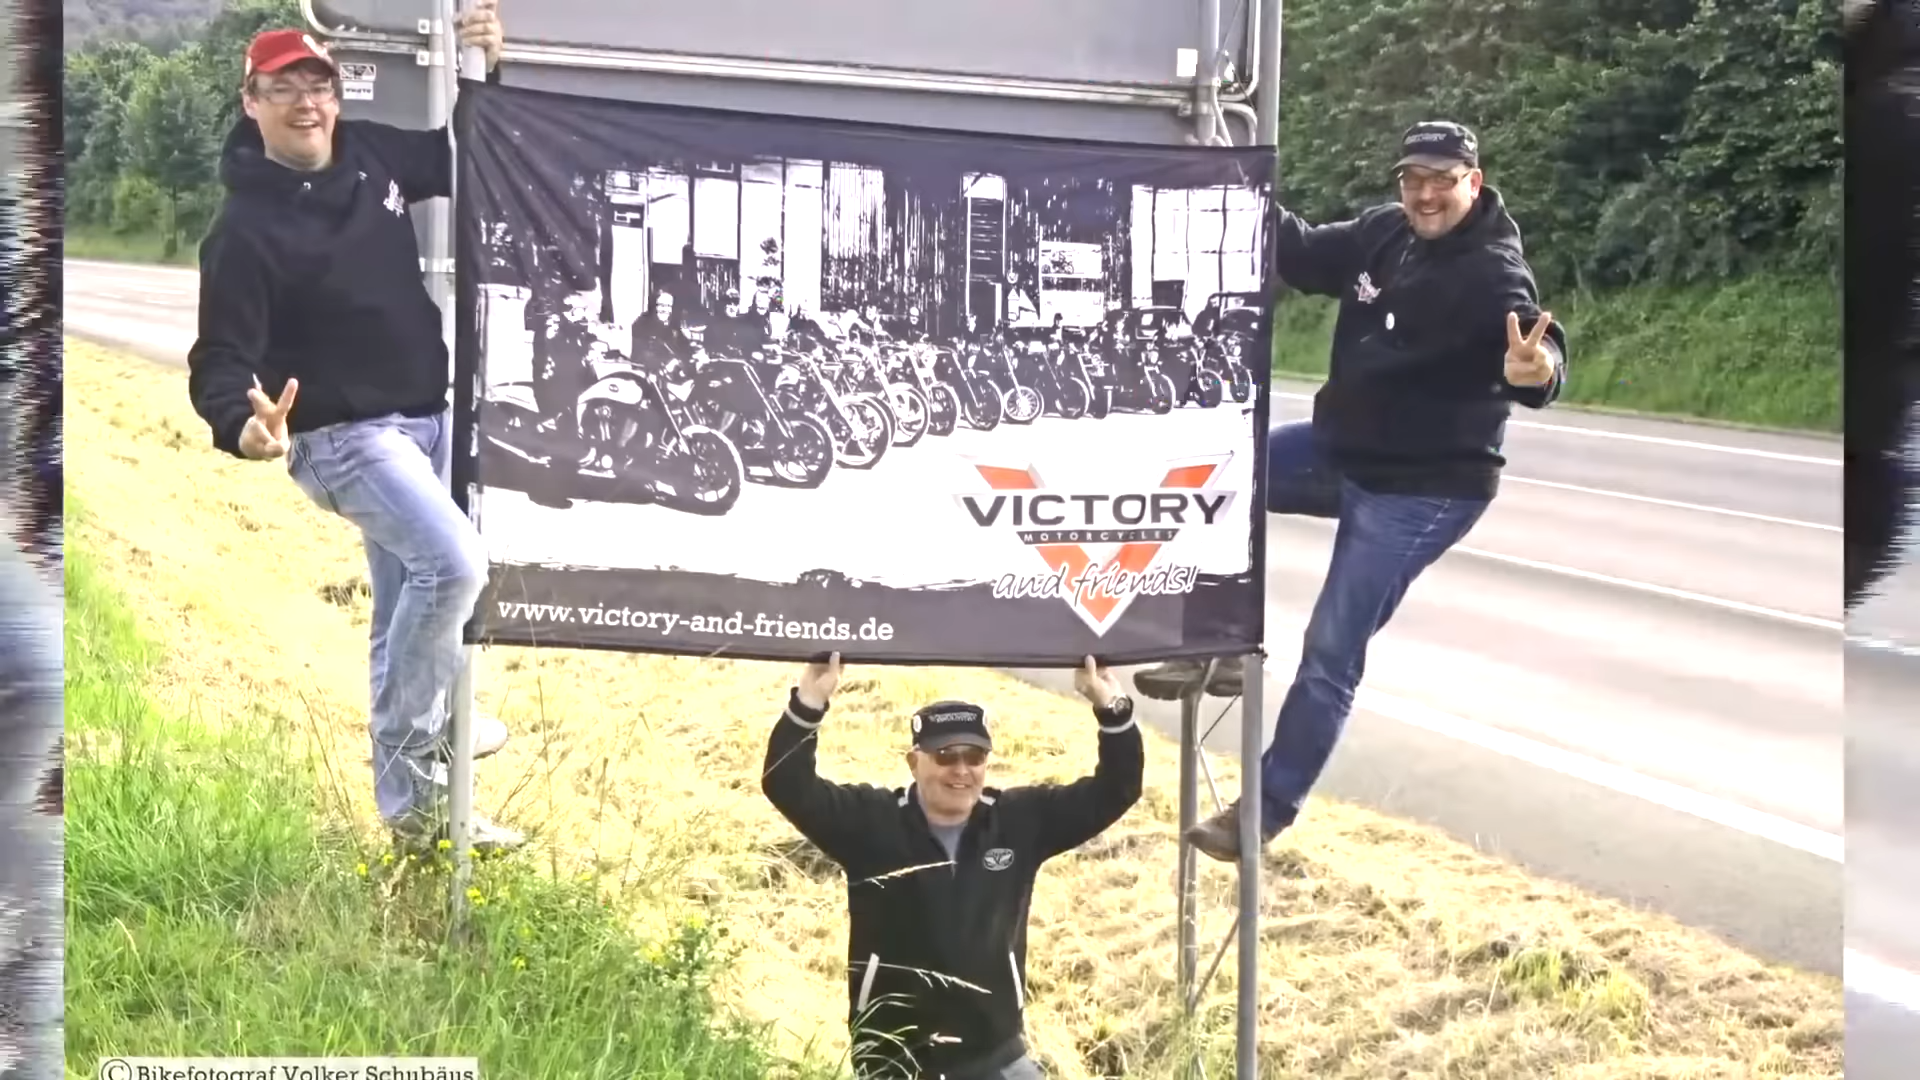 VICTORY
MOTORCYCLES
and friends!
www.victory-and-friends.de
© Bikefotograf Volker Schubäus